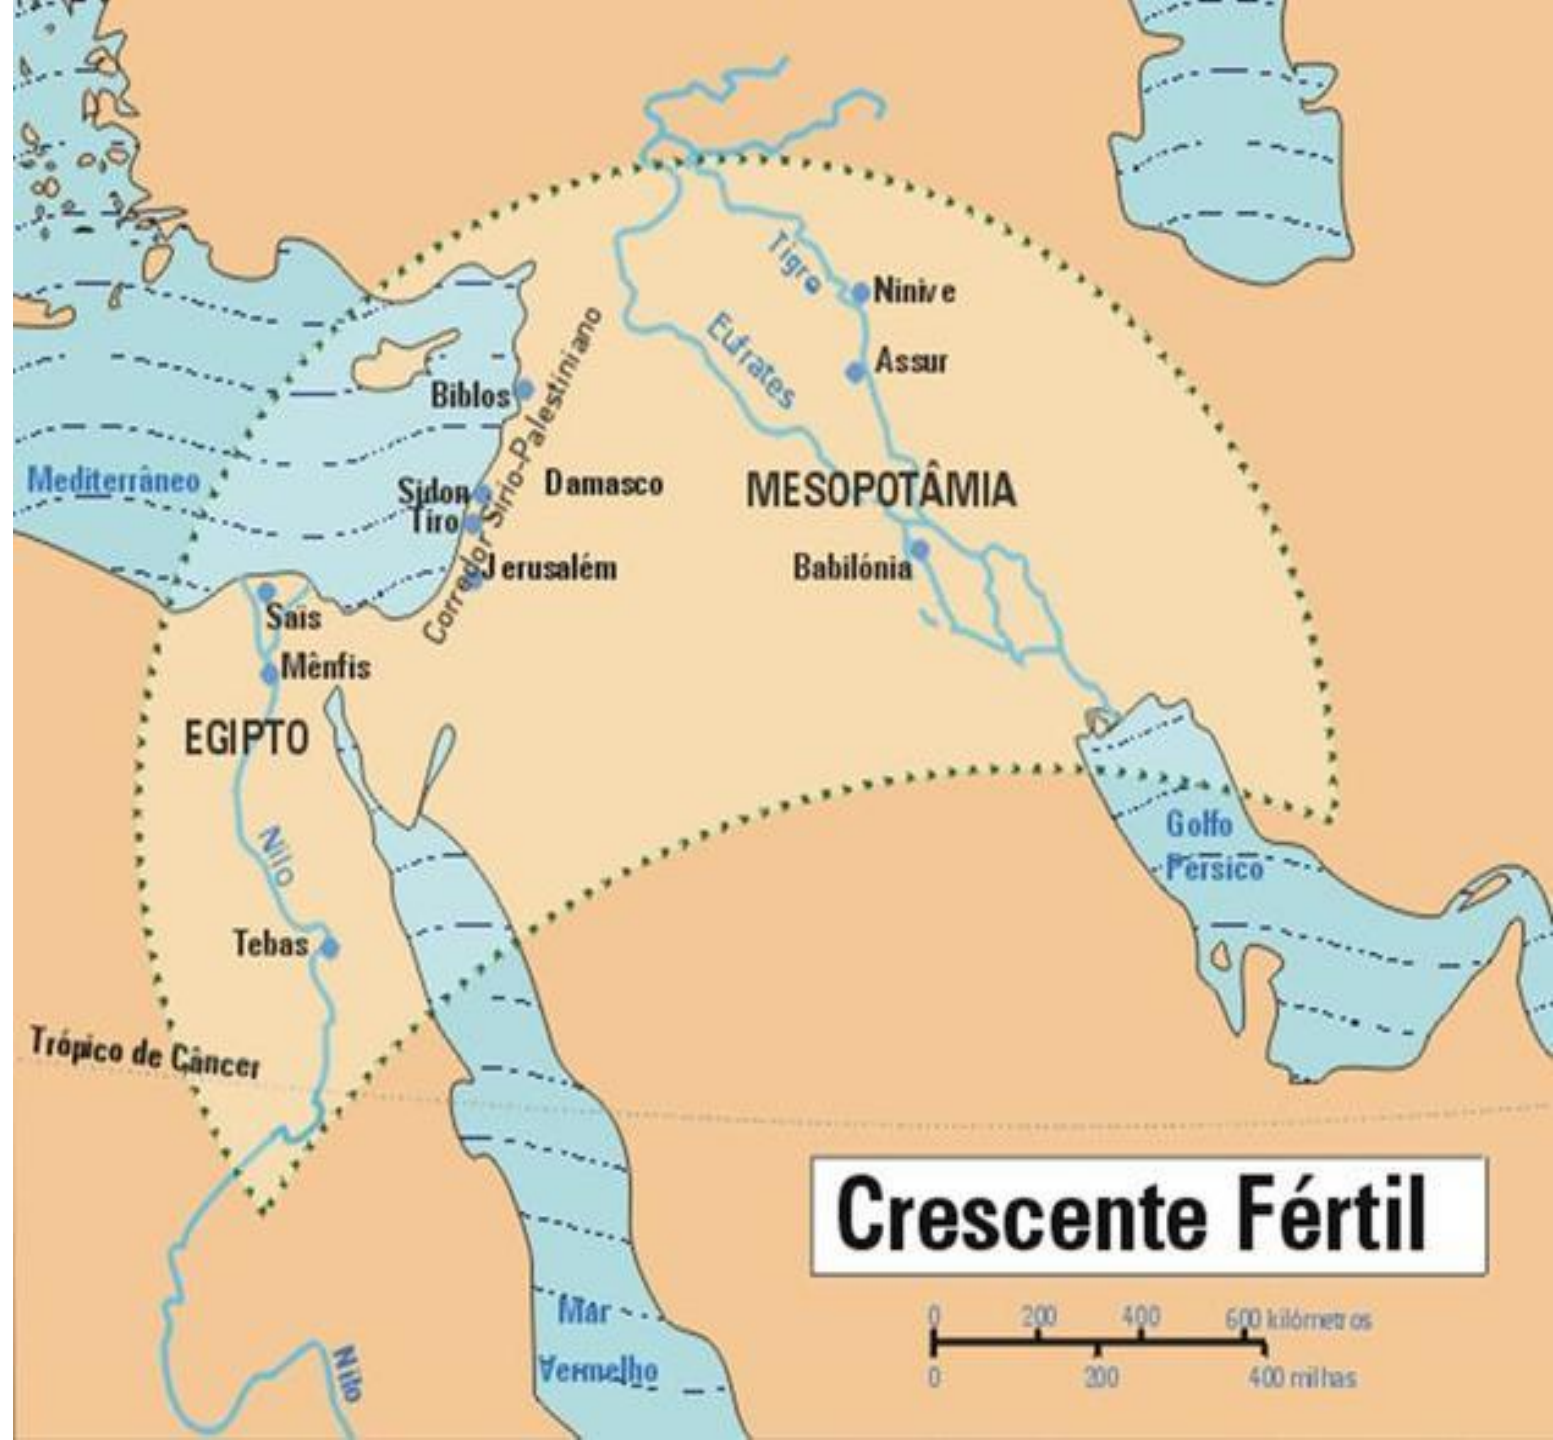 Tigre
Ninive
Eufrates
Assur
Corredor Sírio-Palestiniano
Biblos
Mediterrâneo
Sidon
Damasco
MESOPOTÂMIA
Tiro
Jerusalém
Babilónia
Saïs
Mênfis
EGIPTO
Nilo
Golfo
Pérsico
Tebas
Trópico de Câncer
Crescente Fértil
Mar
Vermelho
0 200 400 600 kilómetros
0 200 400 milhas
Nilo